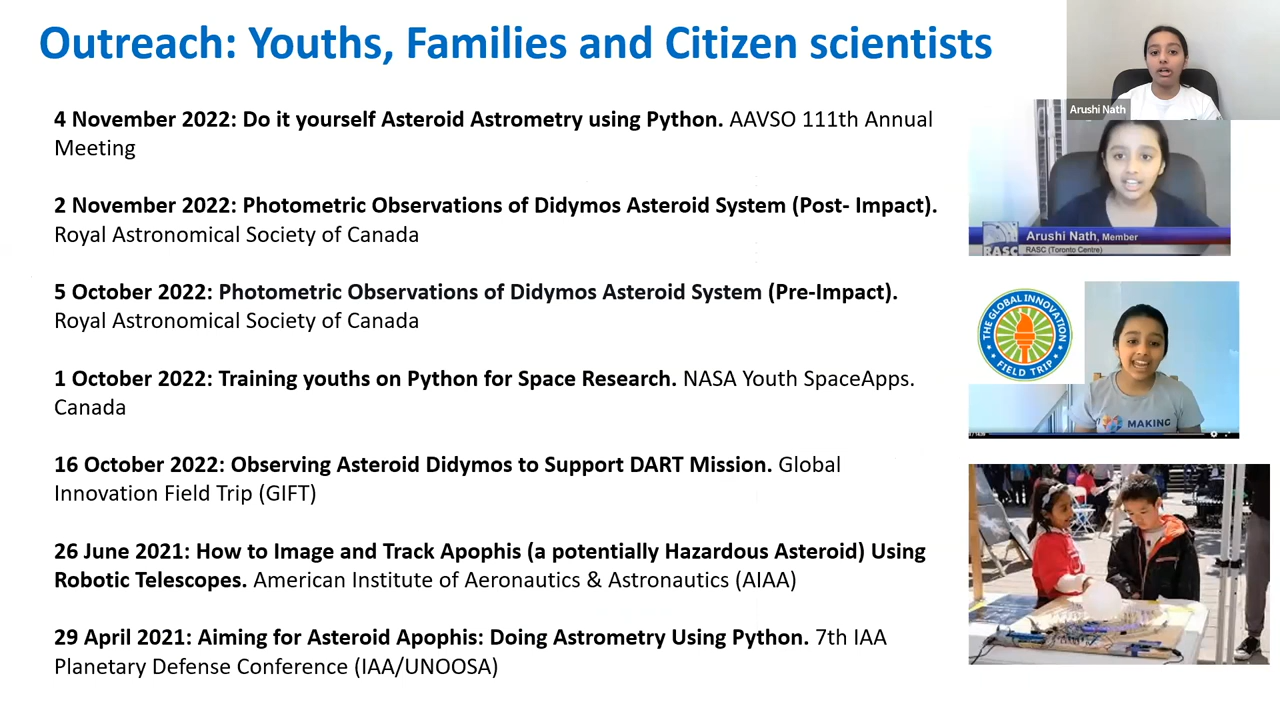 Outreach: Youths, Families and Citizen scientists
4 November 2022: Do it yourself Asteroid Astrometry using Python. AAVSO 111th Annual
Meeting
2 November 2022: Photometric Observations of Didymos Asteroid System (Post- Impact).
Royal Astronomical Society of Canada
5 October 2022: Photometric Observations of Didymos Asteroid System (Pre-Impact).
Royal Astronomical Society of Canada
1 October 2022: Training youths on Python for Space Research. NASA Youth SpaceApps.
Canada
16 October 2022: Observing Asteroid Didymos to Support DART Mission. Global
Innovation Field Trip (GIFT)
26 June 2021: How to Image and Track Apophis (a potentially Hazardous Asteroid) Using
Robotic Telescopes. American Institute of Aeronautics & Astronautics (AIAA)
29 April 2021: Aiming for Asteroid Apophis: Doing Astrometry Using Python. 7th IAA
Planetary Defense Conference (IAA/UNOOSA)
Arushi Nath
Arushi Nath, Member
RASC
RASC (Toronto Centre)
THE GLOBAL INNOVATION
FIELD TRIP
MAKING